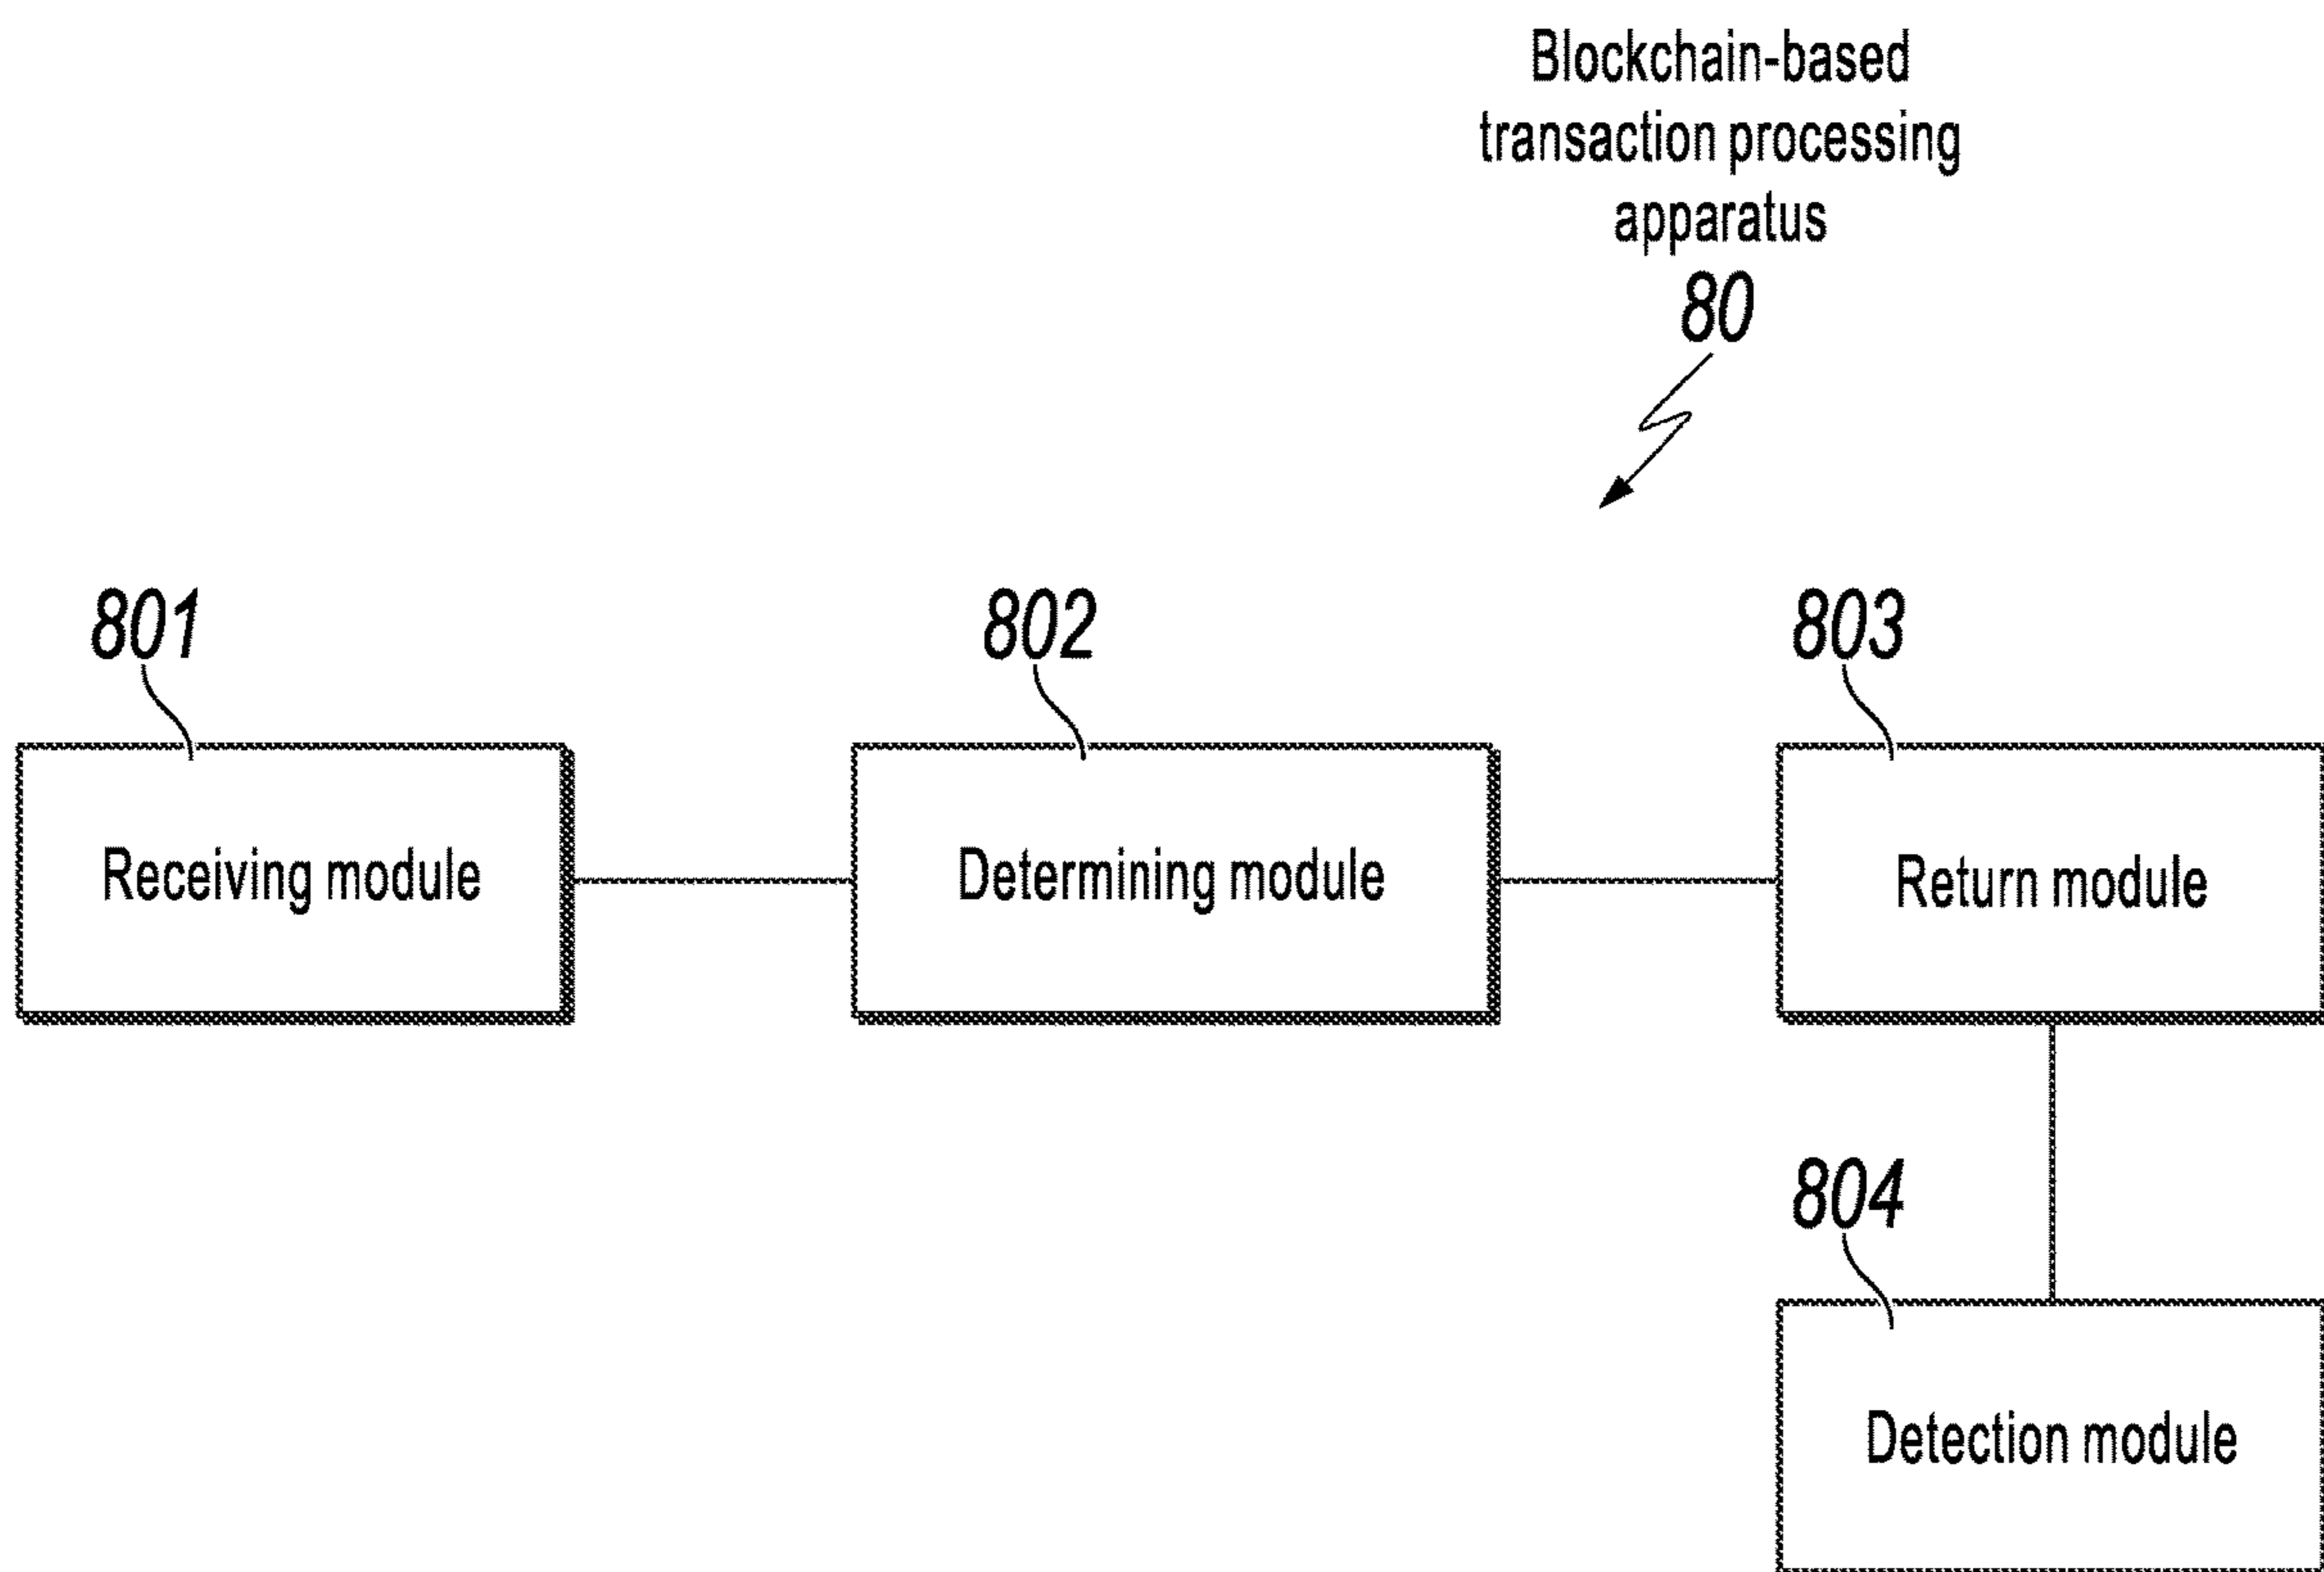 Blockchain-based
transaction processing
apparatus
80
801
802
803
Receiving module
Determining module
Return module
804
Detection module